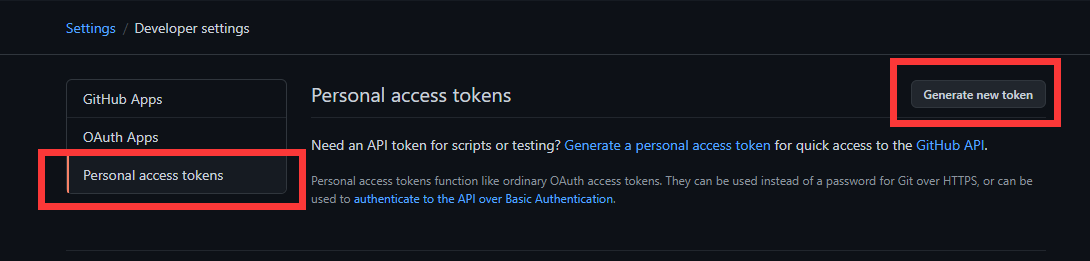 Settings / Developer settings
GitHub Apps
OAuth Apps
Personal access tokens
Personal access tokens
Generate new token
Need an API token for scripts or testing? Generate a personal access token for quick access to the GitHub API.
Personal access tokens function like ordinary OAuth access tokens. They can be used instead of a password for Git over HTTPS, or can be
used to authenticate to the API over Basic Authentication.